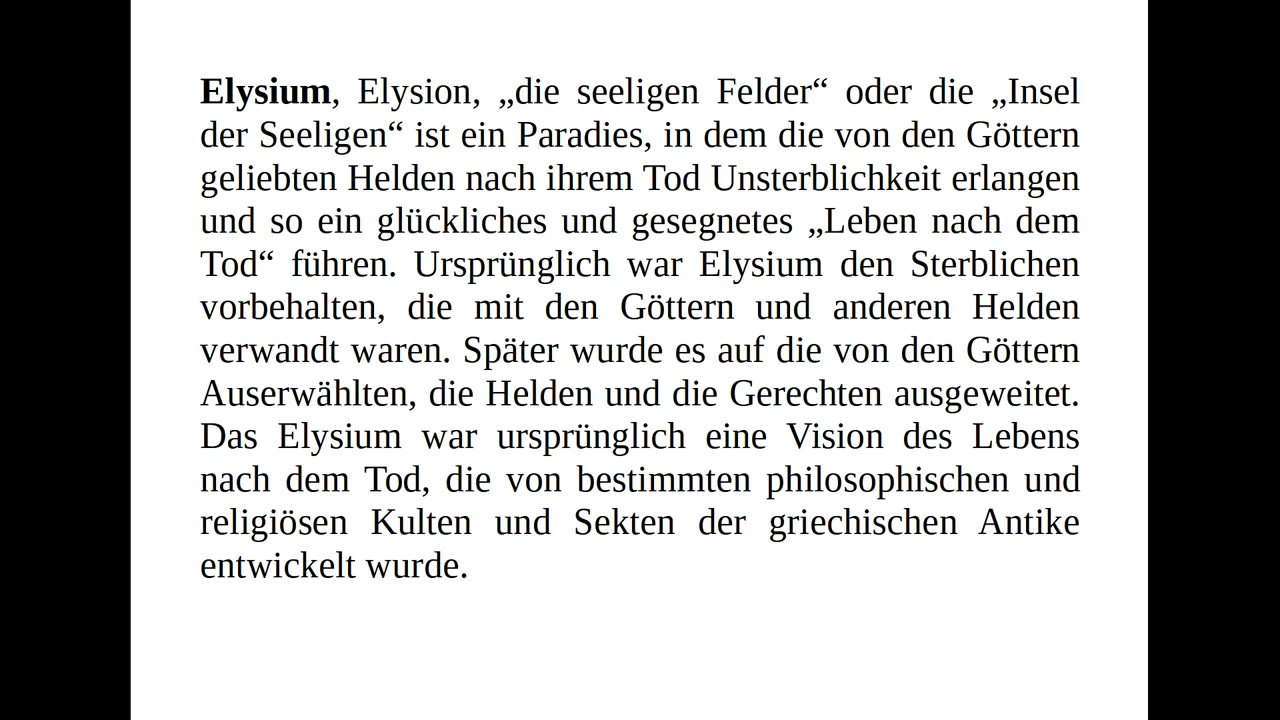 Elysium, Elysion, „die seeligen Felder“ oder die „Insel
der Seeligen“ ist ein Paradies, in dem die von den Göttern
geliebten Helden nach ihrem Tod Unsterblichkeit erlangen
und so ein glückliches und gesegnetes „Leben nach dem
Tod“ führen. Ursprünglich war Elysium den Sterblichen
vorbehalten, die mit den Göttern und anderen Helden
verwandt waren. Später wurde es auf die von den Göttern
Auserwählten, die Helden und die Gerechten ausgeweitet.
Das Elysium war ursprünglich eine Vision des Lebens
nach dem Tod, die von bestimmten philosophischen und
religiösen Kulten und Sekten der griechischen Antike
entwickelt wurde.